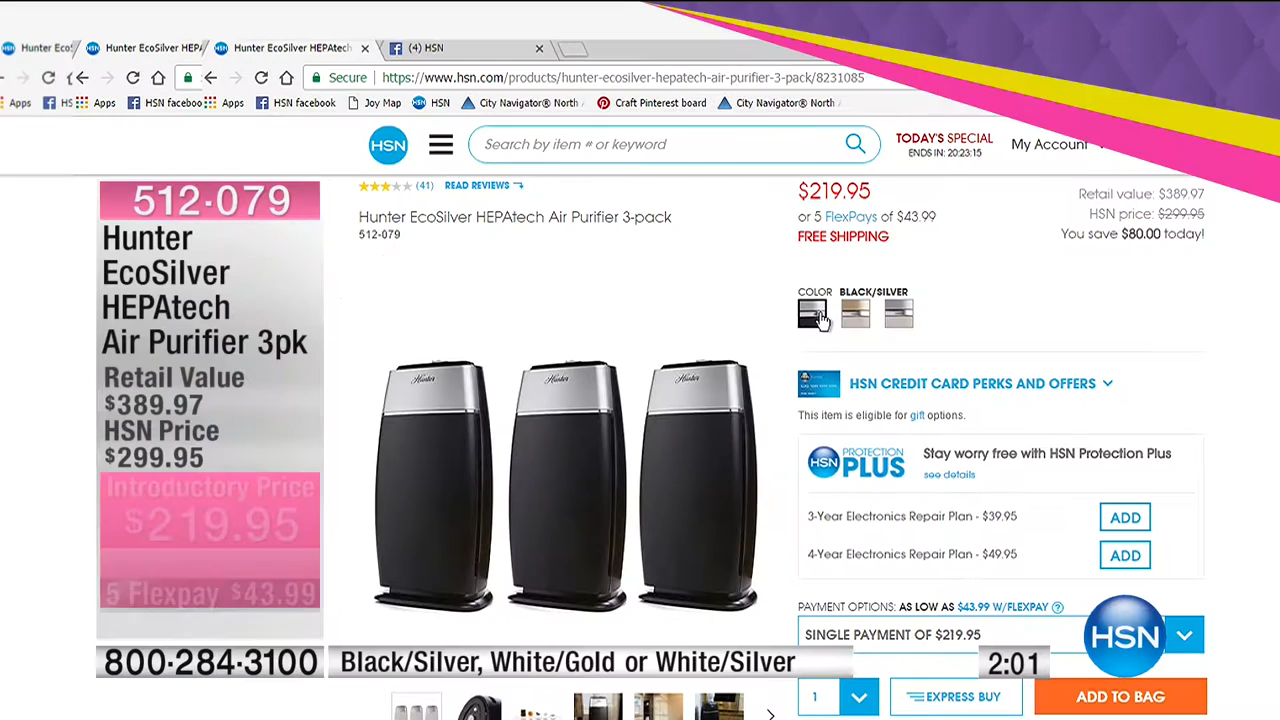 Hunter EcoS
Hunter EcoSilver HEPA
Hunter EcoSilver HEPAtech
(4) HSN
Secure
https://www.hsn.com/products/hunter-ecosilver-hepatech-air-purifier-3-pack/8231085
Apps
HS
Apps
HSN faceboo
Apps
HSN facebook
Joy Map
HSN
City Navigator® North
Craft Pinterest board
City Navigator® North
HSN
Search by item # or keyword
TODAY'S SPECIAL
ENDS IN: 20:23:15
My Account
512-079
Hunter
EcoSilver
HEPAtech
Air Purifier 3pk
Retail Value
$389.97
HSN Price
$299.95
Introductory Price
$219.95
5 Flexpay $43.99
(41) READ REVIEWS
Hunter EcoSilver HEPAtech Air Purifier 3-pack
512-079
Hunter
Hunter
Hunter
$219.95
or 5 FlexPays of $43.99
FREE SHIPPING
Retail value: $389.97
HSN price: $299.95
You save $80.00 today!
COLOR BLACK/SILVER
HSN CREDIT CARD PERKS AND OFFERS
This item is eligible for gift options.
HSN PROTECTION PLUS
Stay worry free with HSN Protection Plus
see details
3-Year Electronics Repair Plan - $39.95
ADD
4-Year Electronics Repair Plan - $49.95
ADD
PAYMENT OPTIONS: AS LOW AS $43.99 W/FLEXPAY ?
SINGLE PAYMENT OF $219.95
HSN
800-284-3100
Black/Silver, White/Gold or White/Silver
2:01
1
EXPRESS BUY
ADD TO BAG